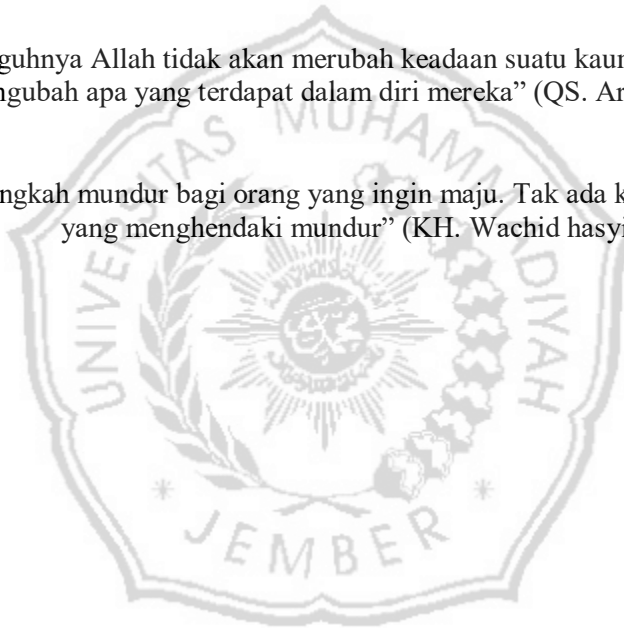 guhnya Allah tidak akan merubah keadaan suatu kaum
ngubah apa yang terdapat dalam diri mereka” (QS. Ar
ngkah mundur bagi orang yang ingin maju. Tak ada k
yang menghendaki mundur” (KH. Wachid hasyi
UNIVERSITAS MUHAMMADIYAH
JEMBER